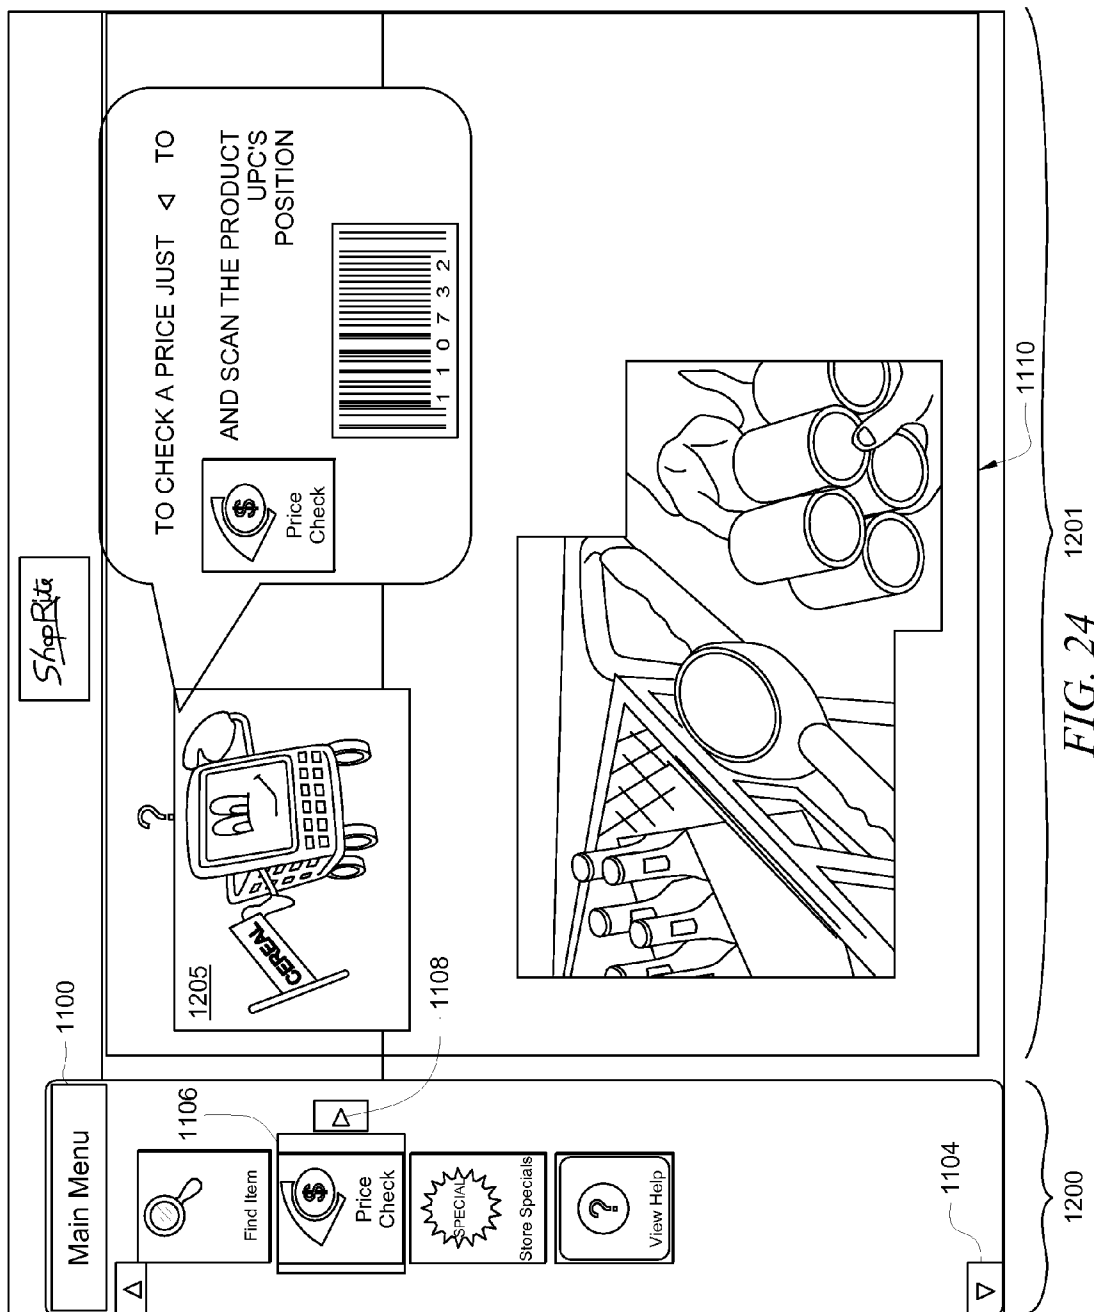 ShopRite
1100
Main Menu
Find Item
1106
Price
Check
1108
SPECIAL
Store Specials
?
View Help
1104
1200
1205
CEREAL
?
TO CHECK A PRICE JUST TO
AND SCAN THE PRODUCT
UPC'S
POSITION
$
Price
Check
1 1 0 7 3 2
$
1110
1201
FIG. 24